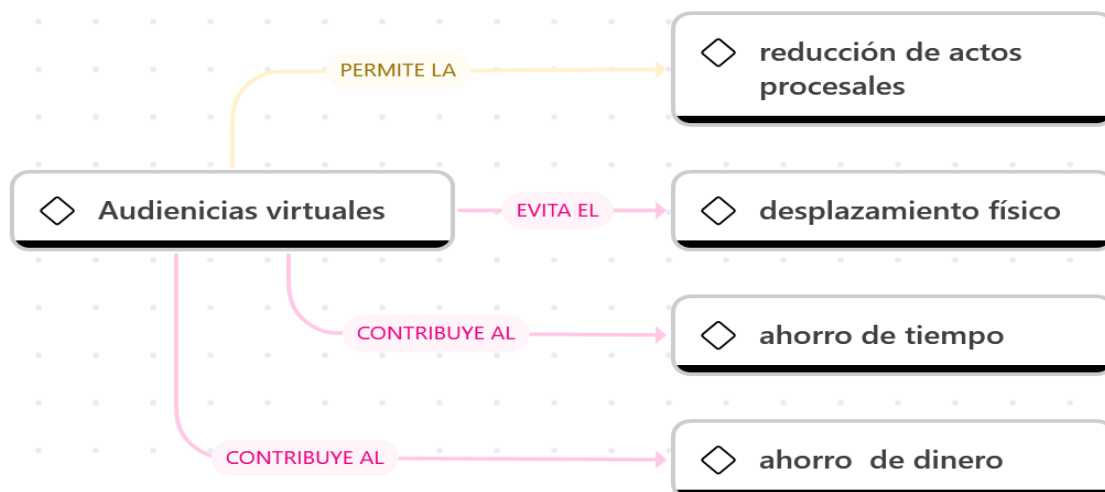 PERMITE LA
reducción de actos
procesales
Audienicias virtuales
EVITA EL
desplazamiento físico
CONTRIBUYE AL
ahorro de tiempo
CONTRIBUYE AL
ahorro  de dinero